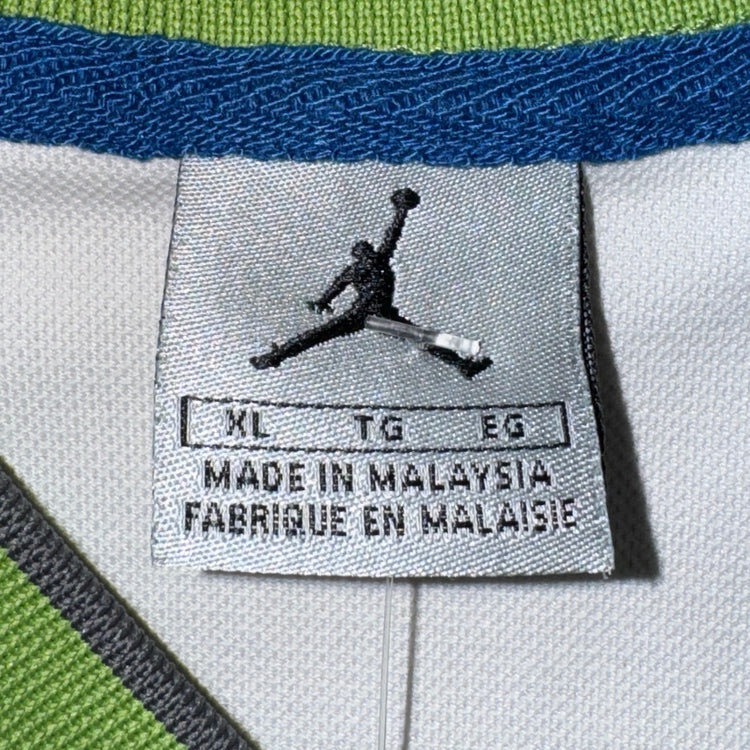 XL TG EG
MADE IN MALAYSIA
FABRIQUE EN MALAISIE